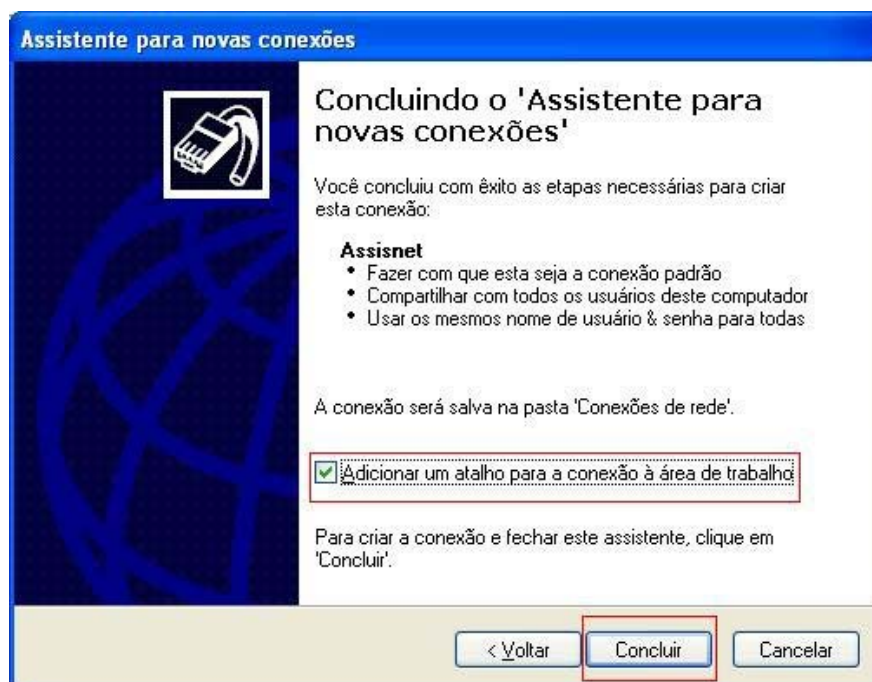 Assistente para novas conexões
Concluindo o 'Assistente para
novas conexões'
Você concluiu com êxito as etapas necessárias para criar
esta conexão:
Assisnet
• Fazer com que esta seja a conexão padrão
• Compartilhar com todos os usuários deste computador
• Usar os mesmos nome de usuário & senha para todas
A conexão será salva na pasta 'Conexões de rede'.
Adicionar um atalho para a conexão à área de trabalho
Para criar a conexão e fechar este assistente, clique em
'Concluir'.
< Voltar
Concluir
Cancelar